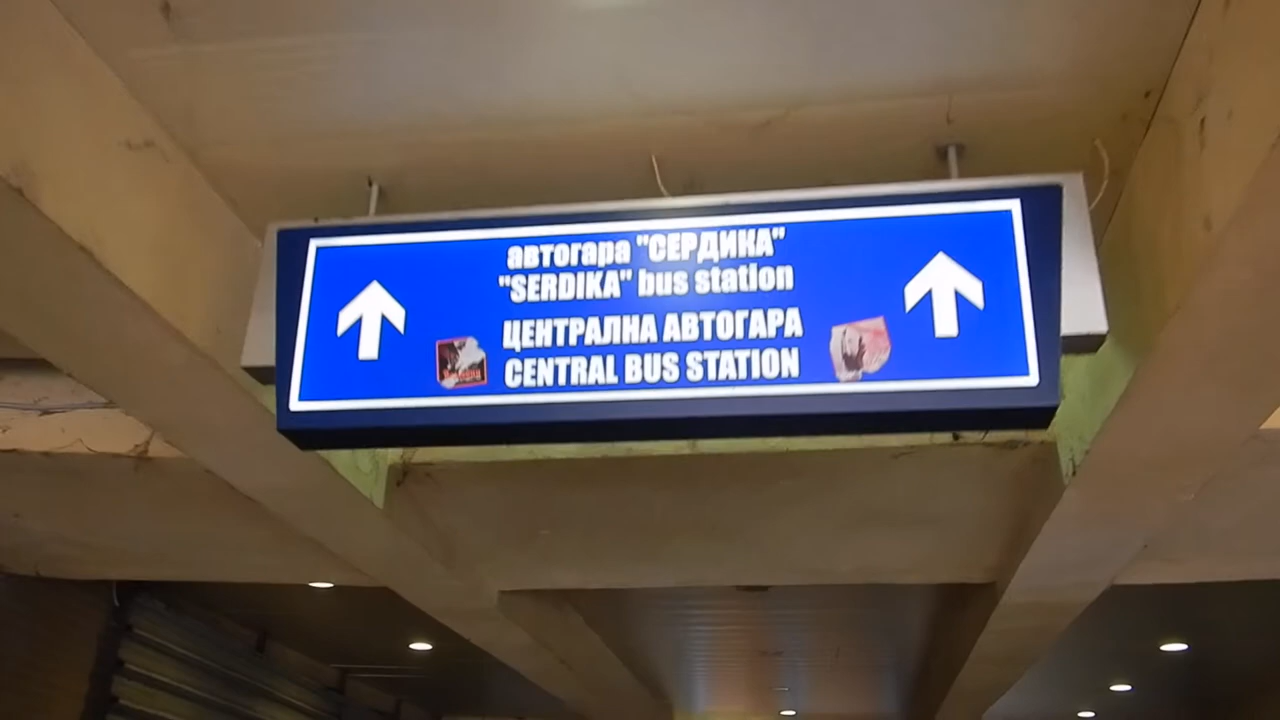 автогара "СЕРДИКА"
"SERDIKA" bus station
ЦЕНТРАЛНА АВТОГАРА
CENTRAL BUS STATION